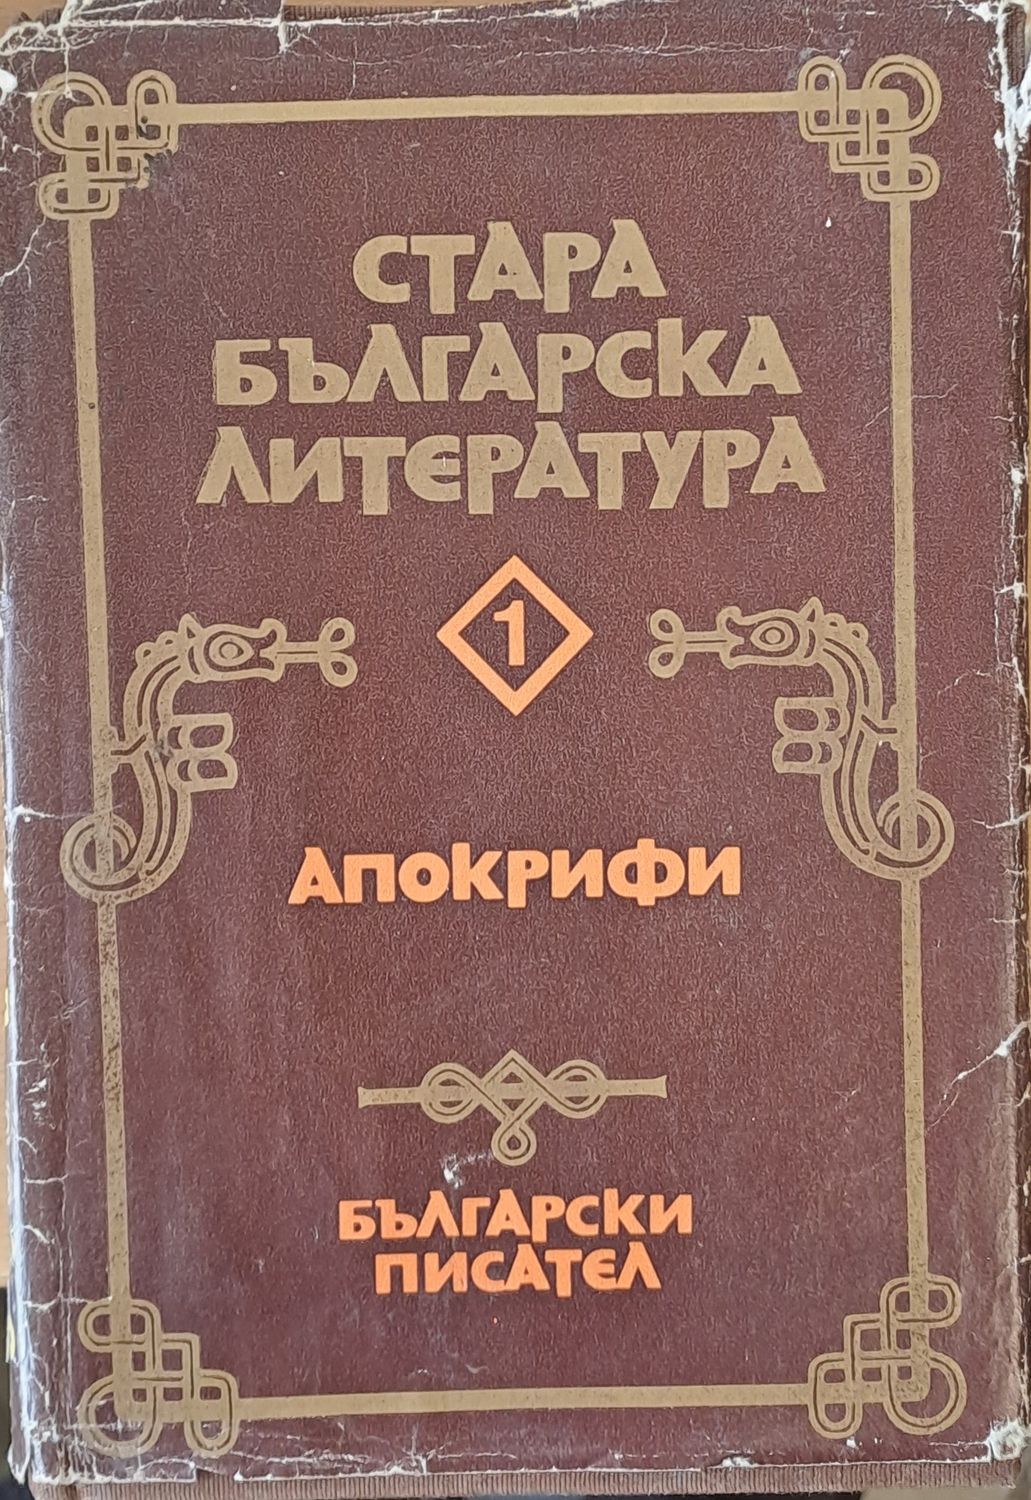 СТАРА
БЪЛГАРСКА
ЛИТЕРАТУРА
1
АПОКРИФИ
БЪЛГАРСКИ
ПИСАТЕЛ